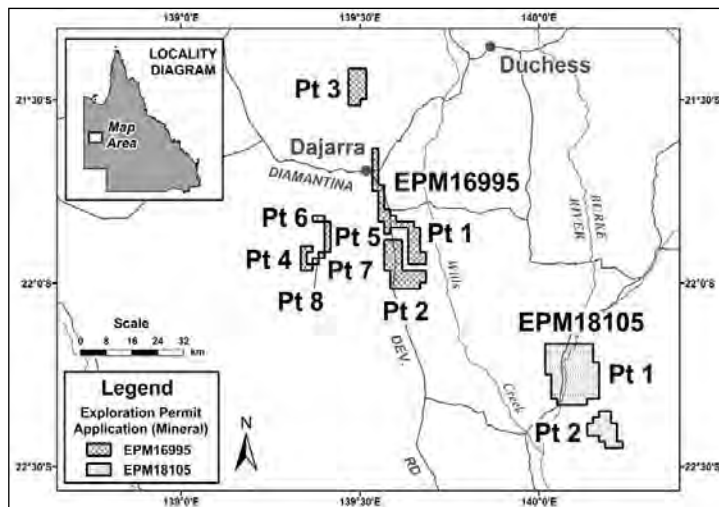 139°0'E
139°30'E
140°0'E
LOCALITY
DIAGRAM
Map
Area
21°30'S
21°30'S
Duchess
Pt 3
Dajarra
DIAMANTINA
EPM16995
BURKE
RIVER
Pt 6
Pt 5
Pt 1
Pt 4
Pt 7
Wills
22°0'S
22°0'S
Pt 8
Pt 2
EPM18105
Scale
0 8 16 24 32
km
DEV.
Pt 1
Legend
Exploration Permit
Application (Mineral)
EPM16995
EPM18105
N
Creek
Pt 2
RD
22°30'S
22°30'S
139°0'E
139°30'E
140°0'E